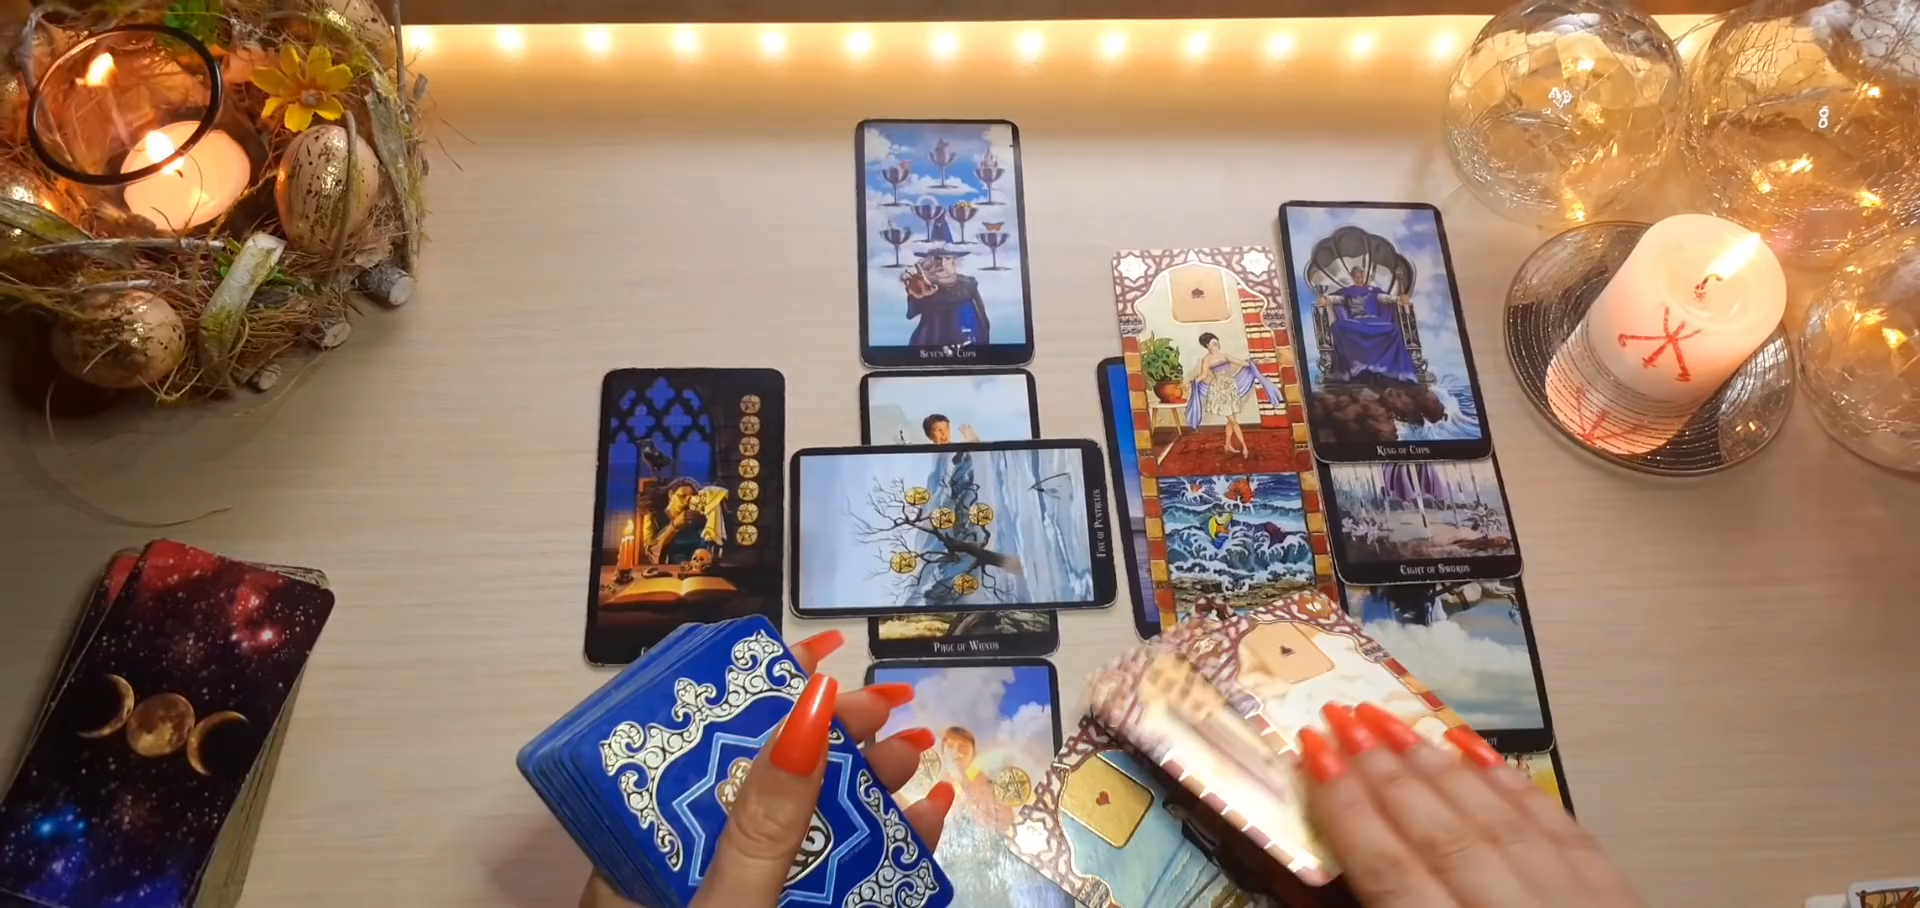 Seven of Cups
King of Cups
Five of Pentacles
Eight of Swords
Page of Wands